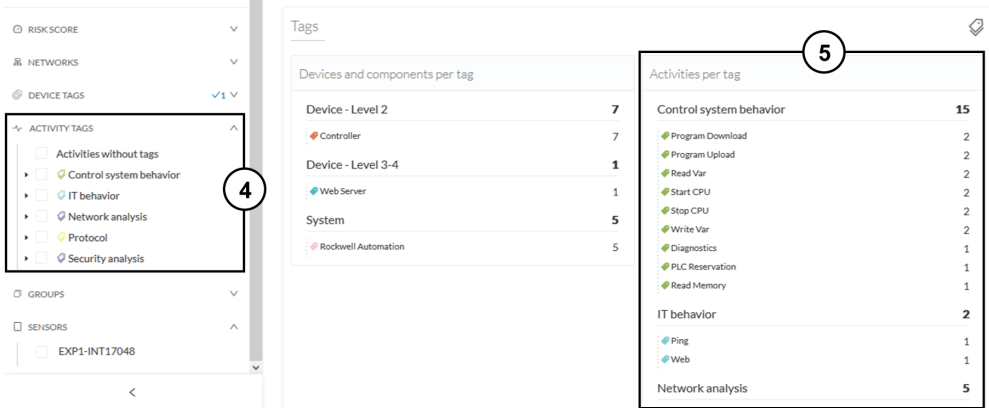 RISK SCORE
NETWORKS
DEVICE TAGS 1
ACTIVITY TAGS
Activities without tags
Control system behavior
IT behavior
Network analysis
Protocol
Security analysis
4
GROUPS
SENSORS
EXP1-INT17048
<
Tags
Devices and components per tag
Device - Level 2 7
Controller 7
Device - Level 3-4 1
Web Server 1
System 5
Rockwell Automation 5
5
Activities per tag
Control system behavior 15
Program Download 2
Program Upload 2
Read Var 2
Start CPU 2
Stop CPU 2
Write Var 2
Diagnostics 1
PLC Reservation 1
Read Memory 1
IT behavior 2
Ping 1
Web 1
Network analysis 5